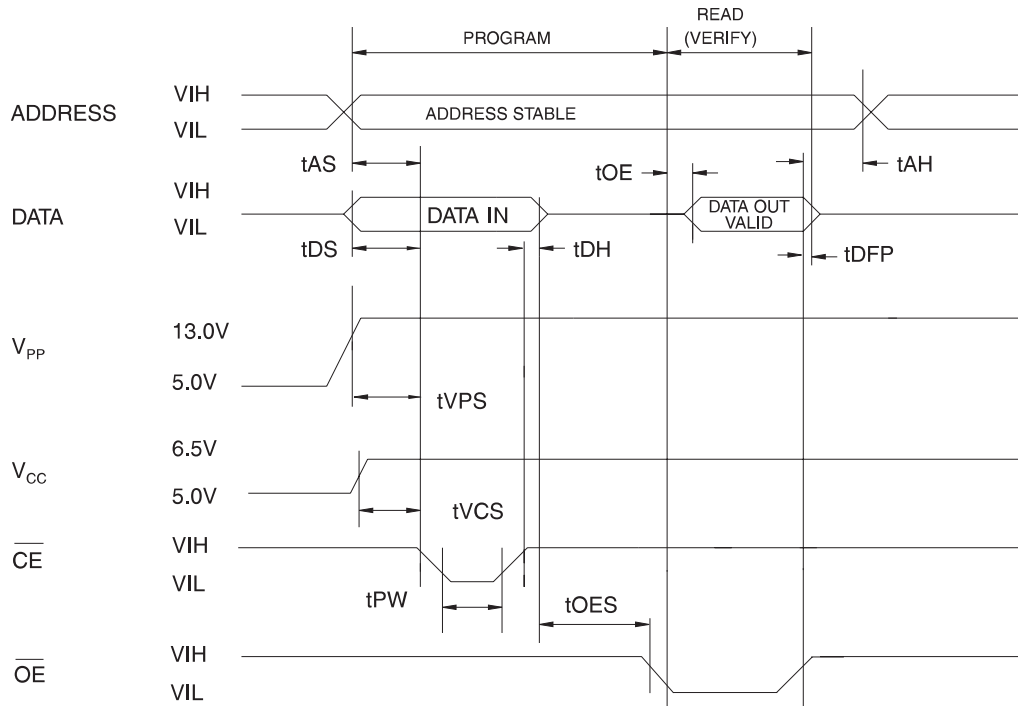 READ
PROGRAM (VERIFY)
ADDRESS VIH
VIL ADDRESS STABLE
tAS tOE tAH
DATA VIH
VIL DATA IN DATA OUT
VALID
tDS tDH tDFP
VPP 13.0V
5.0V
tVPS
VCC 6.5V
5.0V
tVCS
CE VIH
VIL
tPW tOES
OE VIH
VIL